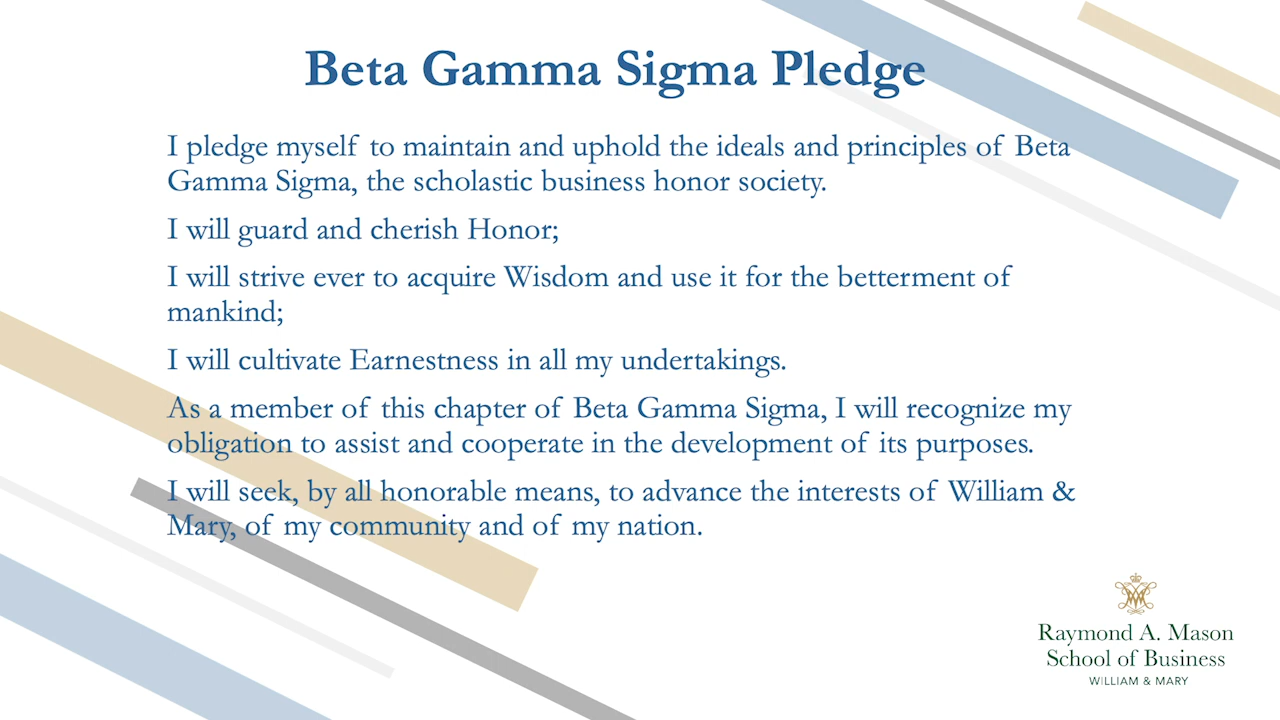 Beta Gamma Sigma Pledge
I pledge myself to maintain and uphold the ideals and principles of Beta
Gamma Sigma, the scholastic business honor society.
I will guard and cherish Honor;
I will strive ever to acquire Wisdom and use it for the betterment of
mankind;
I will cultivate Earnestness in all my undertakings.
As a member of this chapter of Beta Gamma Sigma, I will recognize my
obligation to assist and cooperate in the development of its purposes.
I will seek, by all honorable means, to advance the interests of William &
Mary, of my community and of my nation.
Raymond A. Mason
School of Business
WILLIAM & MARY